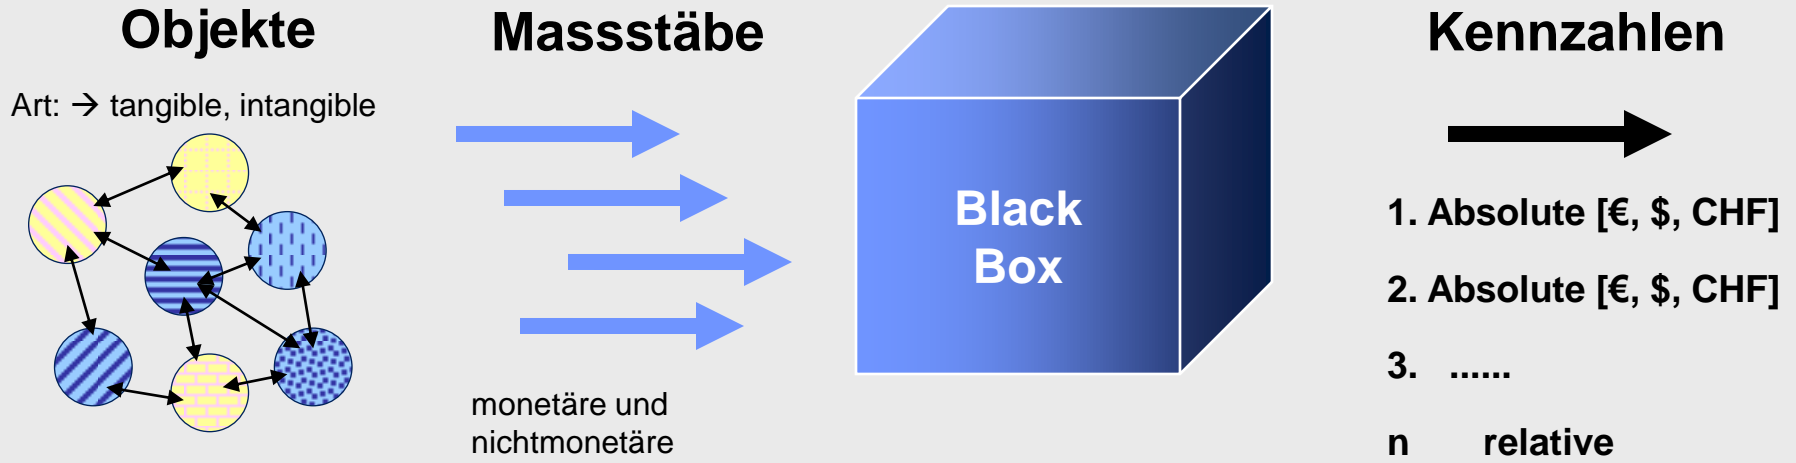 Objekte
Art: → tangible, intangible
Massstäbe
monetäre und
nichtmonetäre
Black
Box
Kennzahlen
1. Absolute [€, $, CHF]
2. Absolute [€, $, CHF]
3. ......
n relative